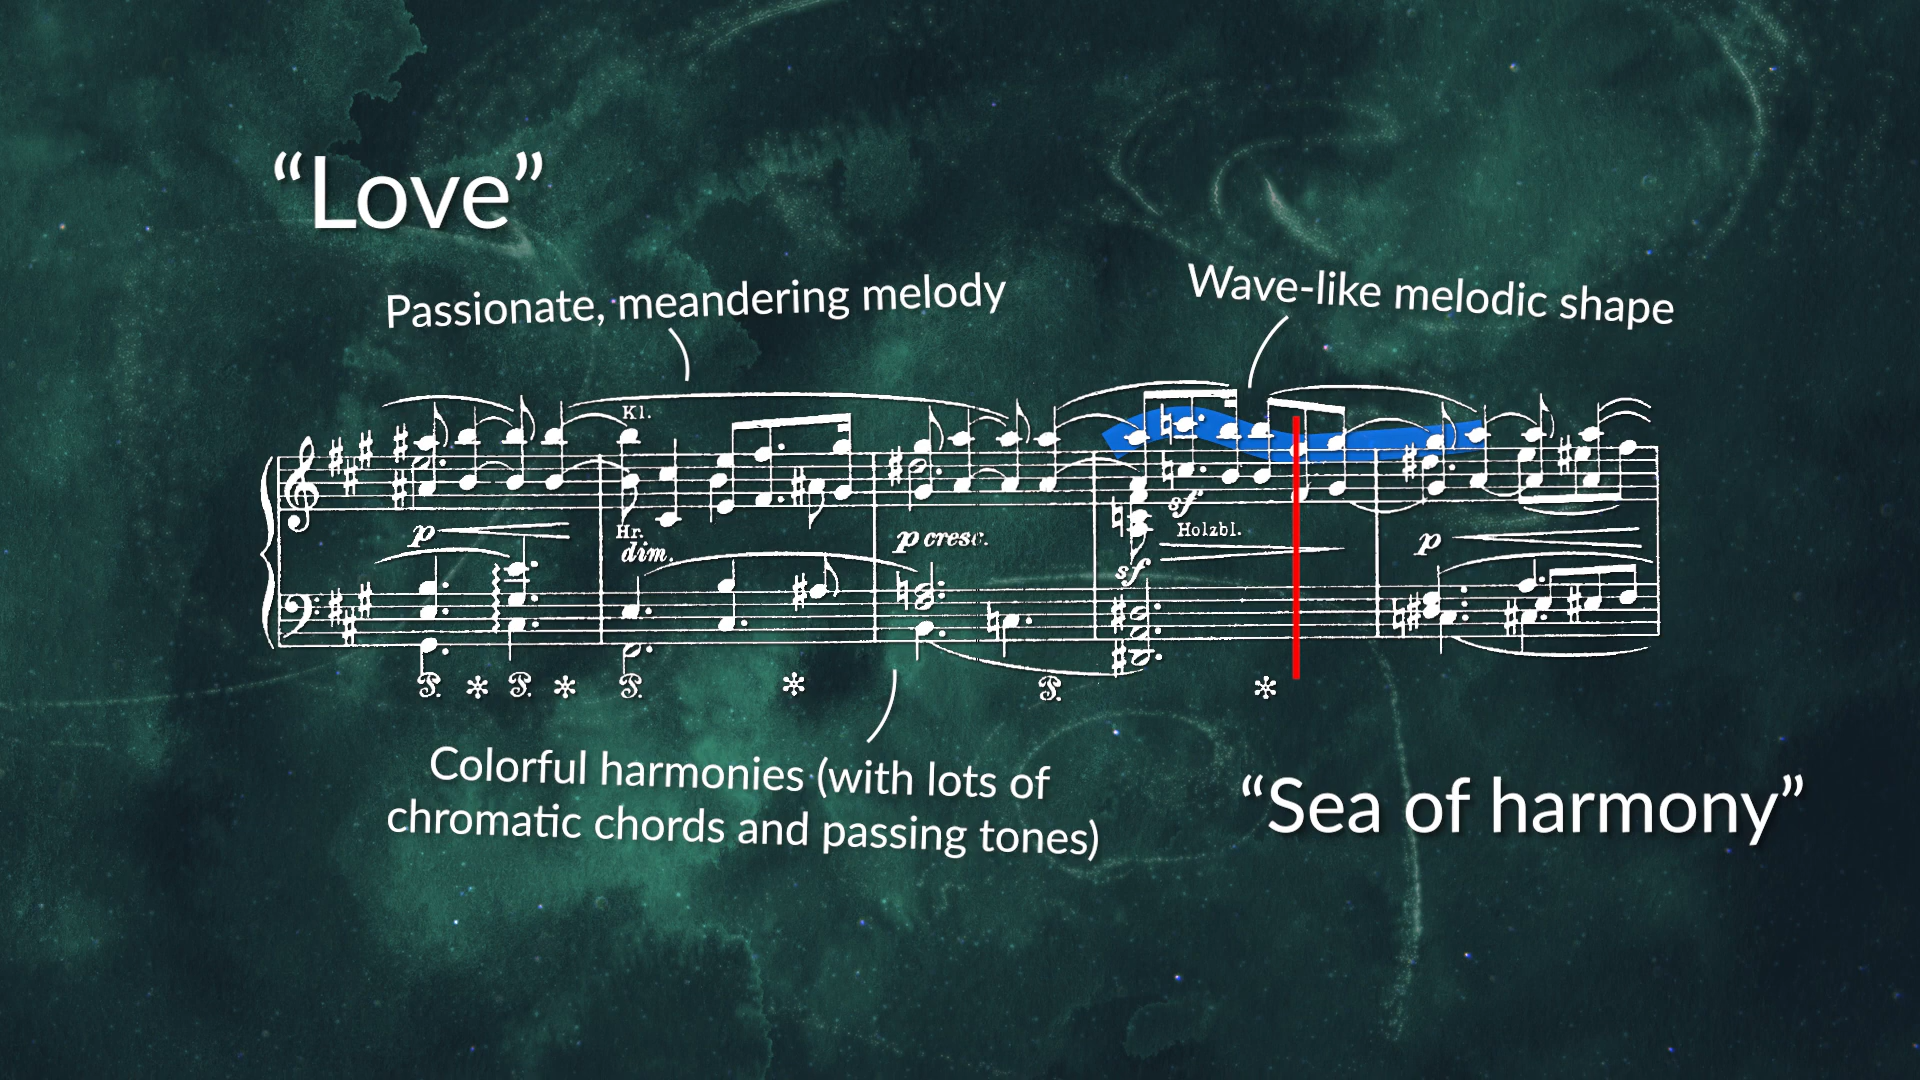 “Love”
Passionate, meandering melody
Wave-like melodic shape
Kl.
p
Hr.
dim.
p cresc.
sf
Holzbl.
sf
p
Colorful harmonies (with lots of
chromatic chords and passing tones)
“Sea of harmony”